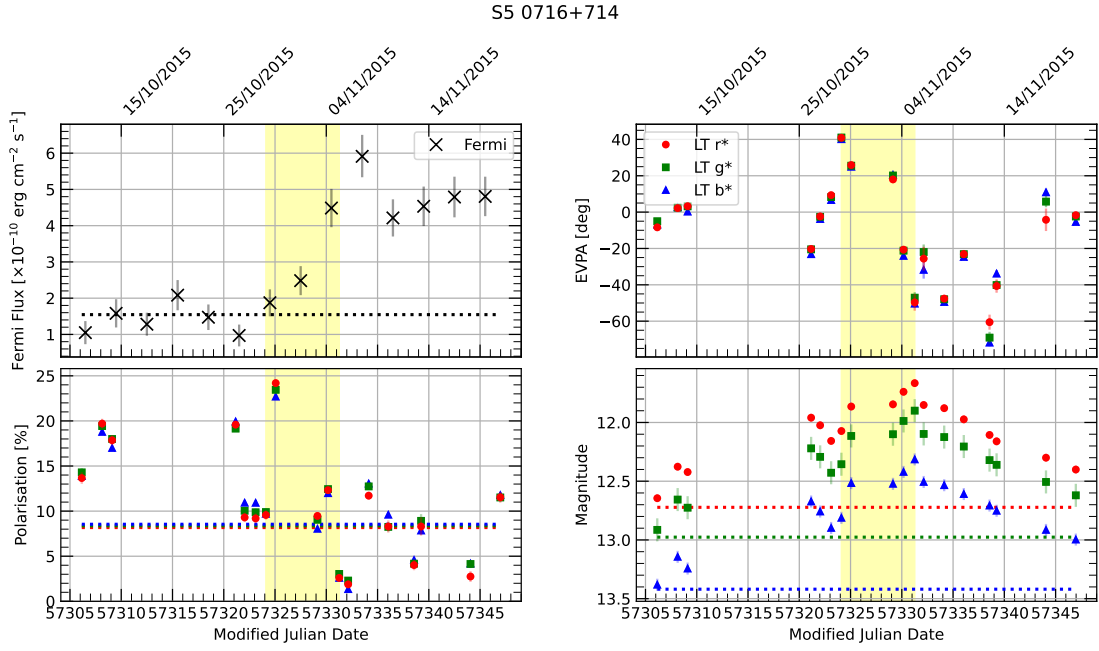 S5 0716+714
15/10/2015 25/10/2015 04/11/2015 14/11/2015
15/10/2015 25/10/2015 04/11/2015 14/11/2015
Fermi Flux [×10⁻¹⁰ erg cm⁻² s⁻¹]
6
5
4
3
2
1
Fermi
EVPA [deg]
40
20
0
−20
−40
−60
LT r*
LT g*
LT b*
Polarisation [%]
25
20
15
10
5
0
57305 57310 57315 57320 57325 57330 57335 57340 57345
Modified Julian Date
Magnitude
12.0
12.5
13.0
13.5
57305 57310 57315 57320 57325 57330 57335 57340 57345
Modified Julian Date